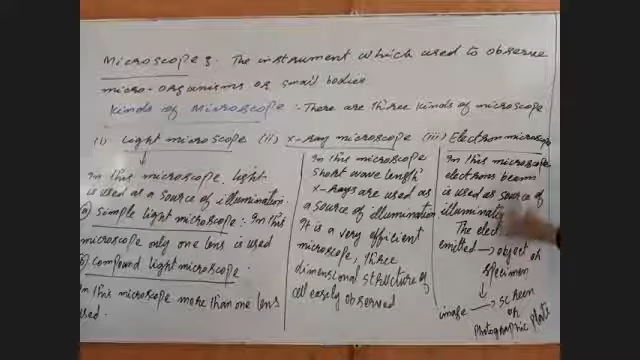 Microscopes: The instrument which used to observe
micro-organisms or small bodies.
Kinds of Microscope - There are three kinds of microscope
(i) Light microscope (ii) X-ray microscope (iii) Electron microscope
In this microscope light
is used as a source of illumination.
(a) Simple light microscope :- In this
microscope only one lens is used
(b) Compound light microscope
In this microscope more than one lens
used.
In this microscope
short wave length
X-rays are used as
a source of illumination
It is a very efficient
microscope, three
dimensional structure of
cell easily observed
In this microscope
electrons beam
is used as source of
The
emitted → object or
specimen
↓
image → screen
or
photographic plate